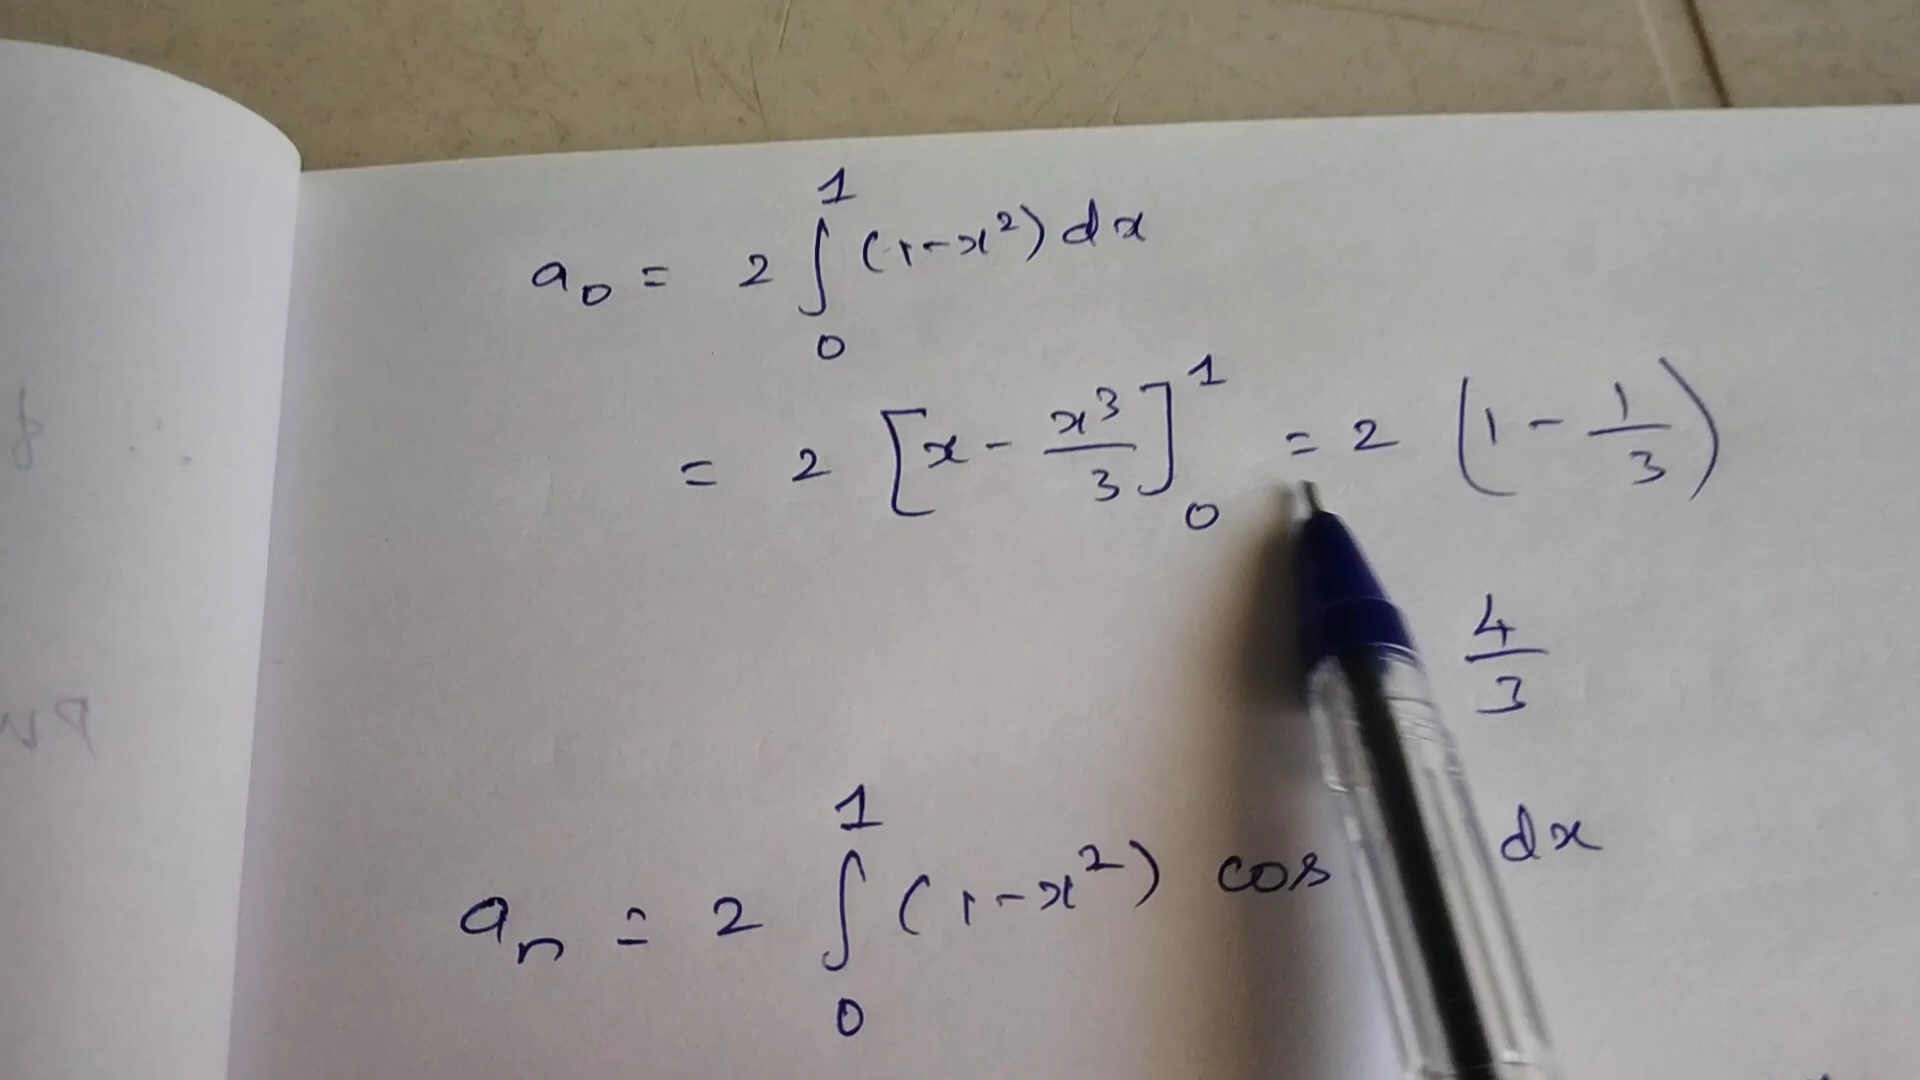 a₀ = 2 ∫₀¹ (1-x²) dx
= 2 [x - x³/3]₀¹ = 2 (1 - 1/3)
4/3
aₙ = 2 ∫₀¹ (1-x²) cos dx